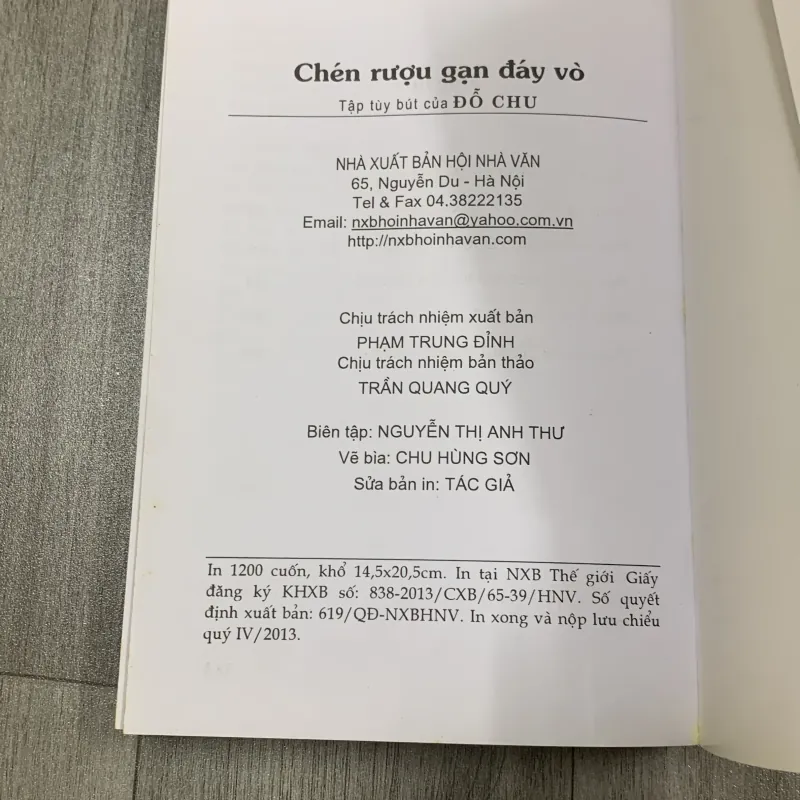 Chén rượu gạn đáy vò
Tập tùy bút của ĐỖ CHU
NHÀ XUẤT BẢN HỘI NHÀ VĂN
65, Nguyễn Du - Hà Nội
Tel & Fax 04.38222135
Email: nxbhoinhavan@yahoo.com.vn
http://nxbhoinhavan.com
Chịu trách nhiệm xuất bản
PHẠM TRUNG ĐỈNH
Chịu trách nhiệm bản thảo
TRẦN QUANG QUÝ
Biên tập: NGUYỄN THỊ ANH THƯ
Vẽ bìa: CHU HÙNG SƠN
Sửa bản in: TÁC GIẢ
In 1200 cuốn, khổ 14,5x20,5cm. In tại NXB Thế giới Giấy
đăng ký KHXB số: 838-2013/CXB/65-39/HNV. Số quyết
định xuất bản: 619/QĐ-NXBHNV. In xong và nộp lưu chiểu
quý IV/2013.